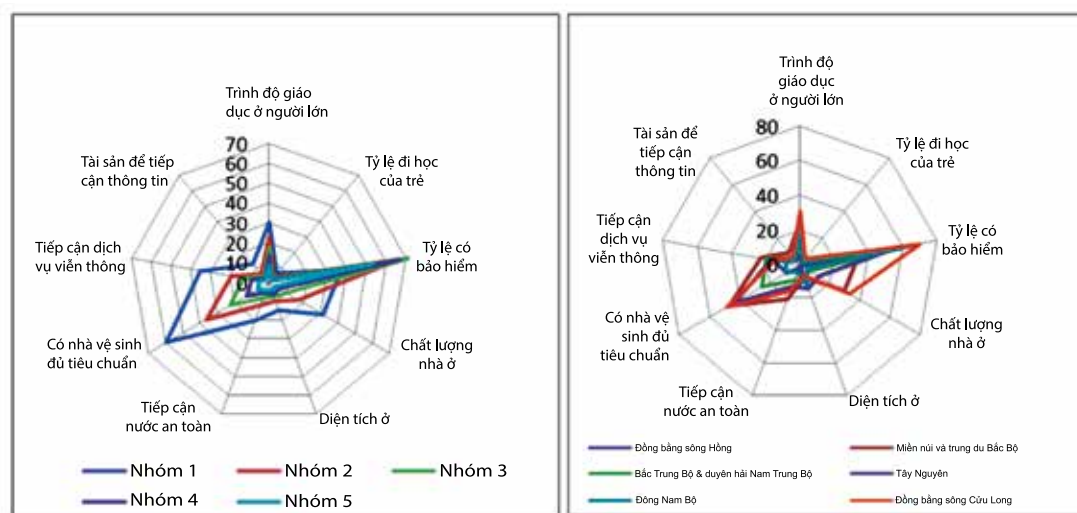 Trình độ giáo
dục ở người lớn
Tỷ lệ đi học
của trẻ
Tỷ lệ có
bảo hiểm
Chất lượng
nhà ở
Diện tích ở
Tiếp cận
nước an toàn
Có nhà vệ sinh
đủ tiêu chuẩn
Tiếp cận dịch
vụ viễn thông
Tài sản để tiếp
cận thông tin
70
60
50
40
30
20
10
0
Nhóm 1
Nhóm 2
Nhóm 3
Nhóm 4
Nhóm 5
Trình độ
giáo dục
ở người lớn
Tỷ lệ đi học
của trẻ
Tỷ lệ có
bảo hiểm
Chất lượng
nhà ở
Diện tích ở
Tiếp cận
nước an toàn
Có nhà vệ
sinh đủ
tiêu chuẩn
Tiếp cận
dịch vụ
viễn thông
Tài sản để
tiếp cận
thông tin
80
60
40
20
0
Đồng bằng sông Hồng
Miền núi và trung du Bắc Bộ
Bắc Trung Bộ & duyên hải Nam Trung Bộ
Tây Nguyên
Đông Nam Bộ
Đồng bằng sông Cửu Long